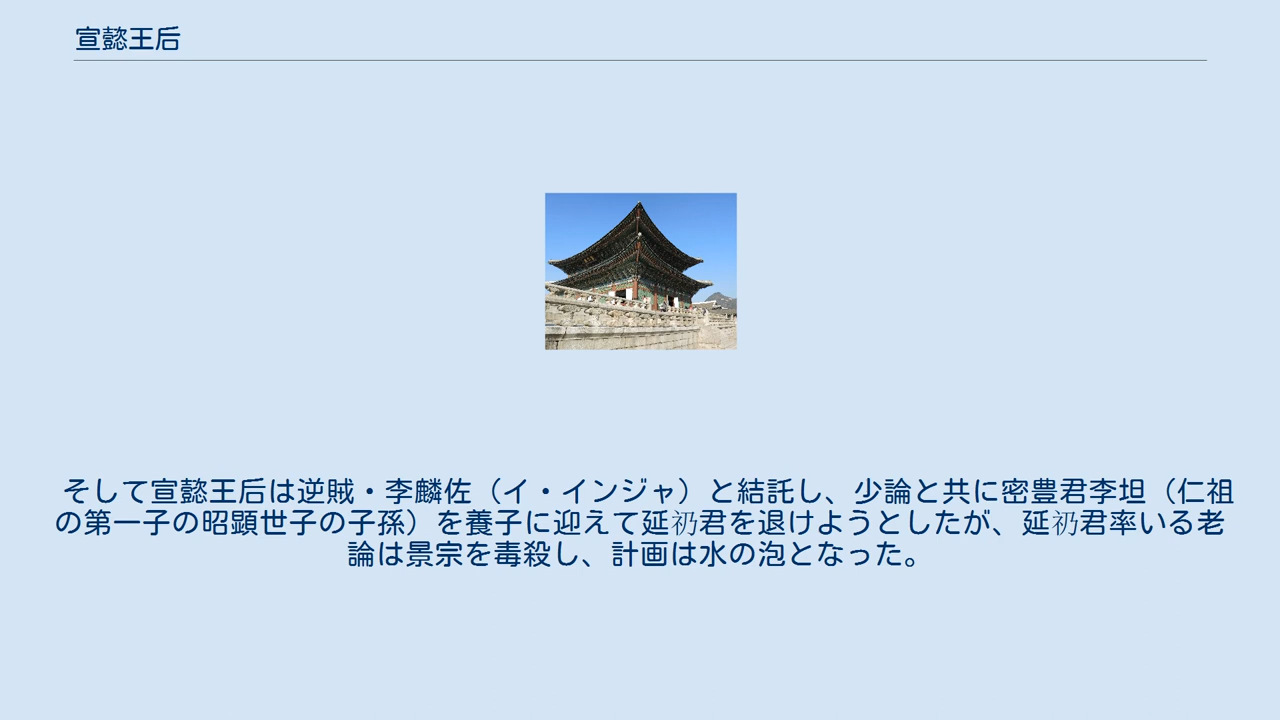 宣懿王后
そして宣懿王后は逆賊・李麟佐（イ・インジャ）と結託し、少論と共に密豊君李坦（仁祖
の第一子の昭顕世子の子孫）を養子に迎えて延礽君を退けようとしたが、延礽君率いる老
論は景宗を毒殺し、計画は水の泡となった。